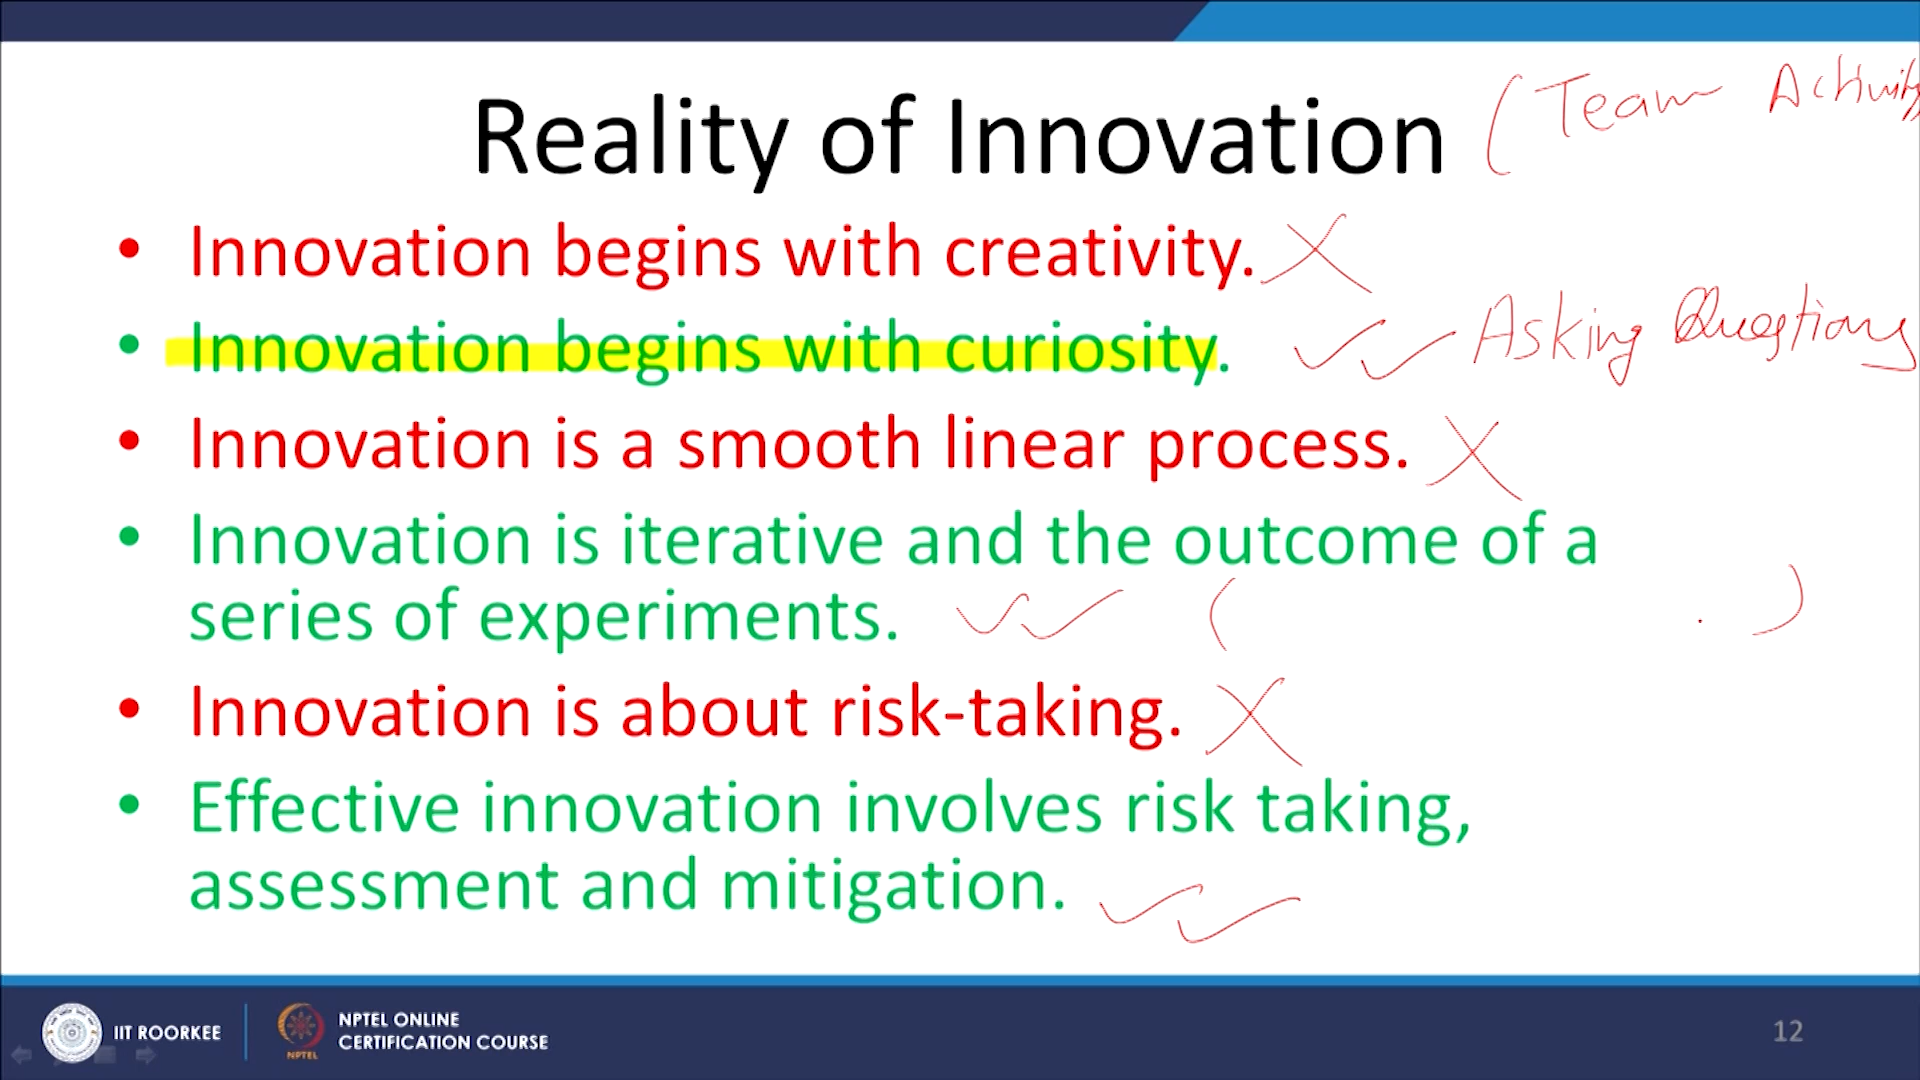 Reality of Innovation (Team Activity
• Innovation begins with creativity.
• Innovation begins with curiosity. Asking Questions
• Innovation is a smooth linear process.
• Innovation is iterative and the outcome of a
series of experiments.
• Innovation is about risk-taking.
• Effective innovation involves risk taking,
assessment and mitigation.
IIT ROORKEE
NPTEL
NPTEL ONLINE
CERTIFICATION COURSE
12